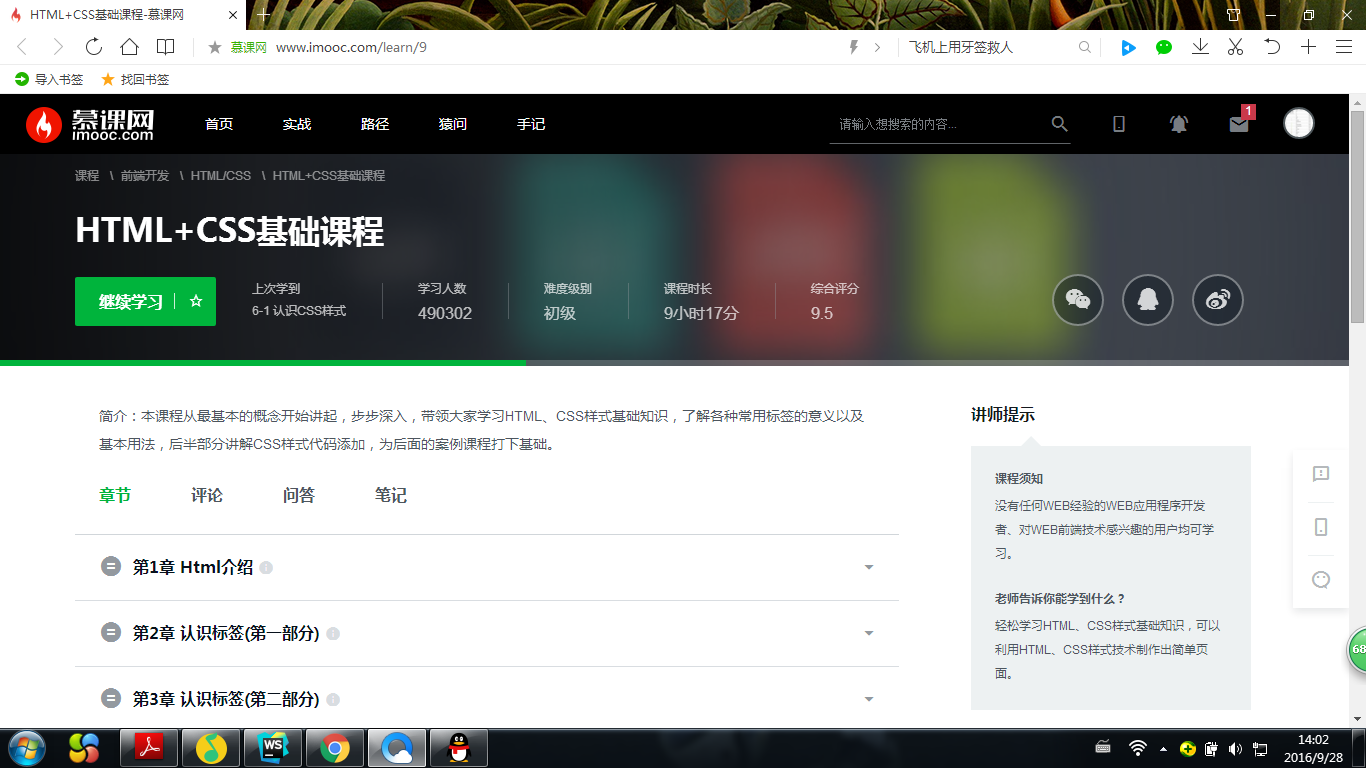 HTML+CSS基础课程-慕课网
慕课网 www.imooc.com/learn/9
飞机上用牙签救人
导入书签 找回书签
慕课网
imooc.com
首页 实战 路径 猿问 手记
请输入想搜索的内容...
1
课程 \ 前端开发 \ HTML/CSS \ HTML+CSS基础课程
HTML+CSS基础课程
继续学习
上次学到 学习人数 难度级别 课程时长 综合评分
6-1 认识CSS样式 490302 初级 9小时17分 9.5
简介：本课程从最基本的概念开始讲起，步步深入，带领大家学习HTML、CSS样式基础知识，了解各种常用标签的意义以及
基本用法，后半部分讲解CSS样式代码添加，为后面的案例课程打下基础。
章节 评论 问答 笔记
第1章 Html介绍
第2章 认识标签(第一部分)
第3章 认识标签(第二部分)
讲师提示
课程须知
没有任何WEB经验的WEB应用程序开发
者、对WEB前端技术感兴趣的用户均可学
习。
老师告诉你能学到什么？
轻松学习HTML、CSS样式基础知识，可以
利用HTML、CSS样式技术制作出简单页
面。
68
WS
14:02
2016/9/28